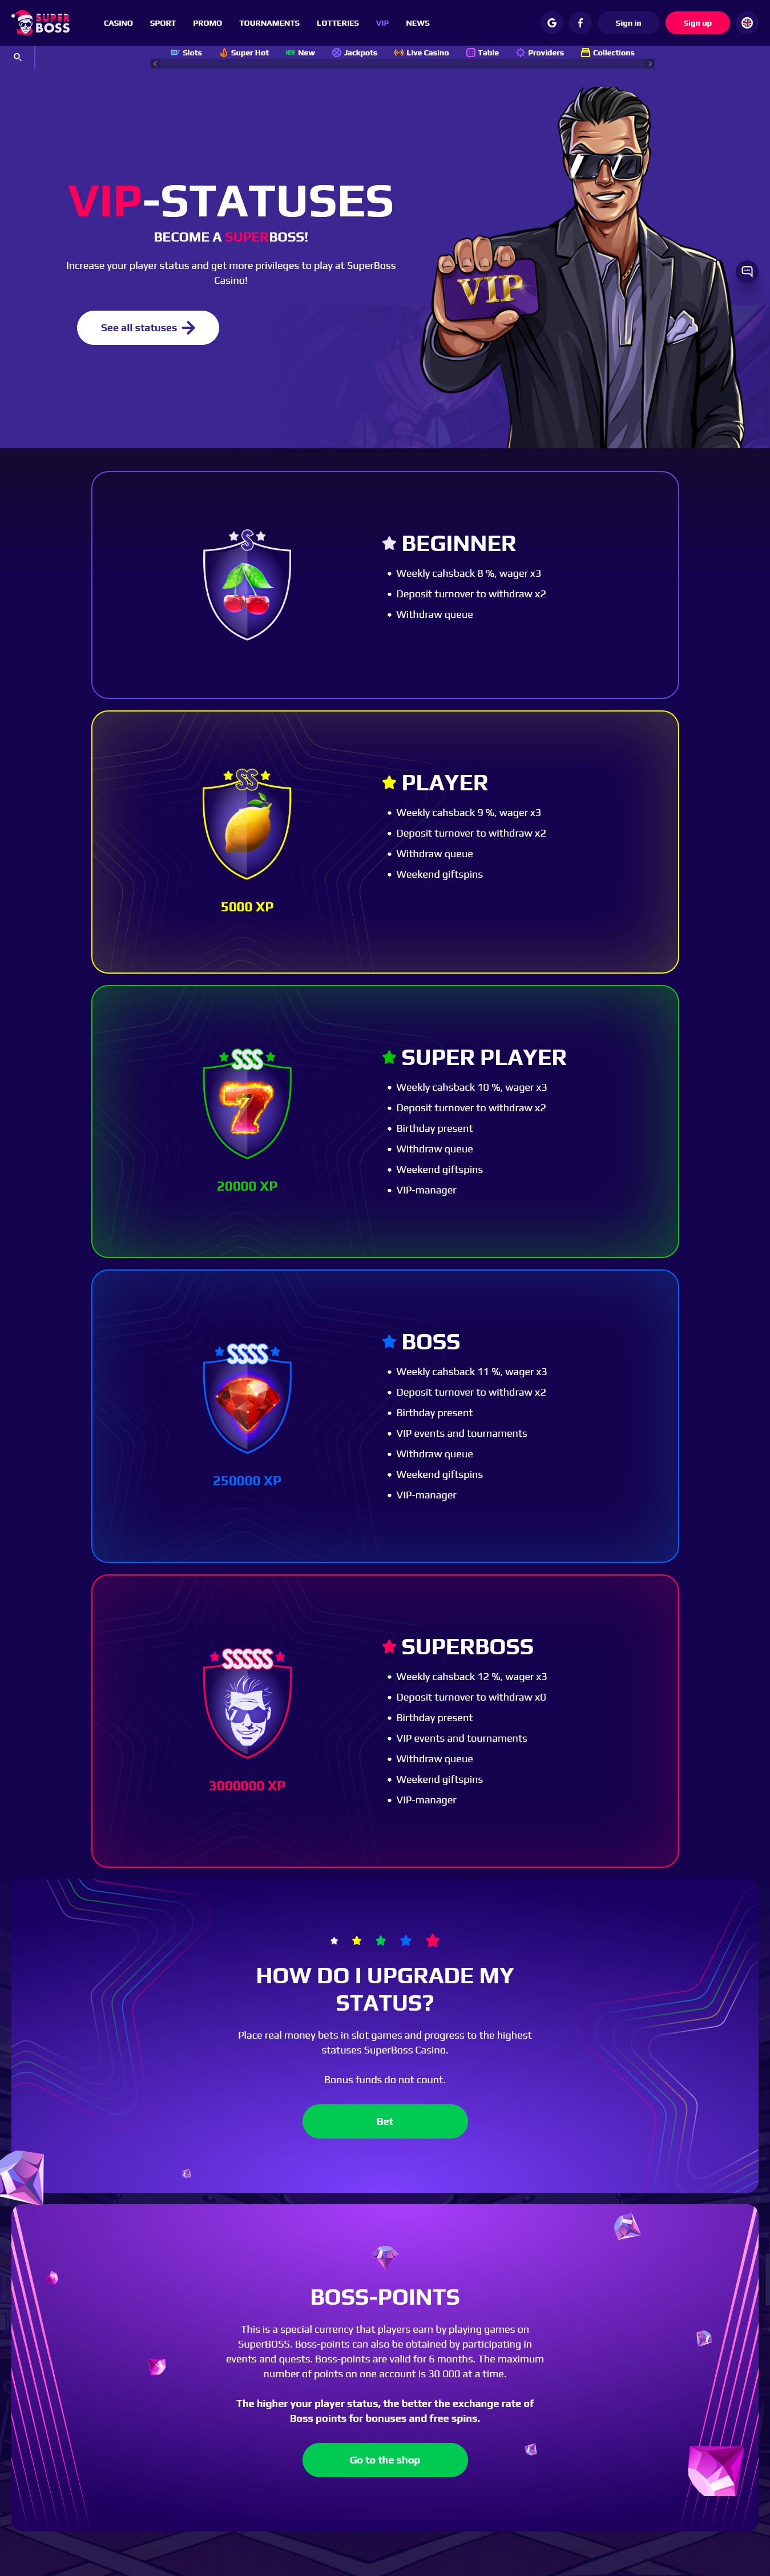 SUPER
BOSS
CASINO SPORT PROMO TOURNAMENTS LOTTERIES VIP NEWS
Sign in Sign up
Slots Super Hot New Jackpots Live Casino Table Providers Collections
VIP-STATUSES
BECOME A SUPERBOSS!
Increase your player status and get more privileges to play at SuperBoss
Casino!
See all statuses
VIP
S
BEGINNER
• Weekly cahsback 8 %, wager x3
• Deposit turnover to withdraw x2
• Withdraw queue
SS
5000 XP
PLAYER
• Weekly cahsback 9 %, wager x3
• Deposit turnover to withdraw x2
• Withdraw queue
• Weekend giftspins
SSS
7
20000 XP
SUPER PLAYER
• Weekly cahsback 10 %, wager x3
• Deposit turnover to withdraw x2
• Birthday present
• Withdraw queue
• Weekend giftspins
• VIP-manager
SSSS
250000 XP
BOSS
• Weekly cahsback 11 %, wager x3
• Deposit turnover to withdraw x2
• Birthday present
• VIP events and tournaments
• Withdraw queue
• Weekend giftspins
• VIP-manager
SSSSS
3000000 XP
SUPERBOSS
• Weekly cahsback 12 %, wager x3
• Deposit turnover to withdraw x0
• Birthday present
• VIP events and tournaments
• Withdraw queue
• Weekend giftspins
• VIP-manager
HOW DO I UPGRADE MY
STATUS?
Place real money bets in slot games and progress to the highest
statuses SuperBoss Casino.
Bonus funds do not count.
Bet
BOSS-POINTS
This is a special currency that players earn by playing games on
SuperBOSS. Boss-points can also be obtained by participating in
events and quests. Boss-points are valid for 6 months. The maximum
number of points on one account is 30 000 at a time.
The higher your player status, the better the exchange rate of
Boss points for bonuses and free spins.
Go to the shop